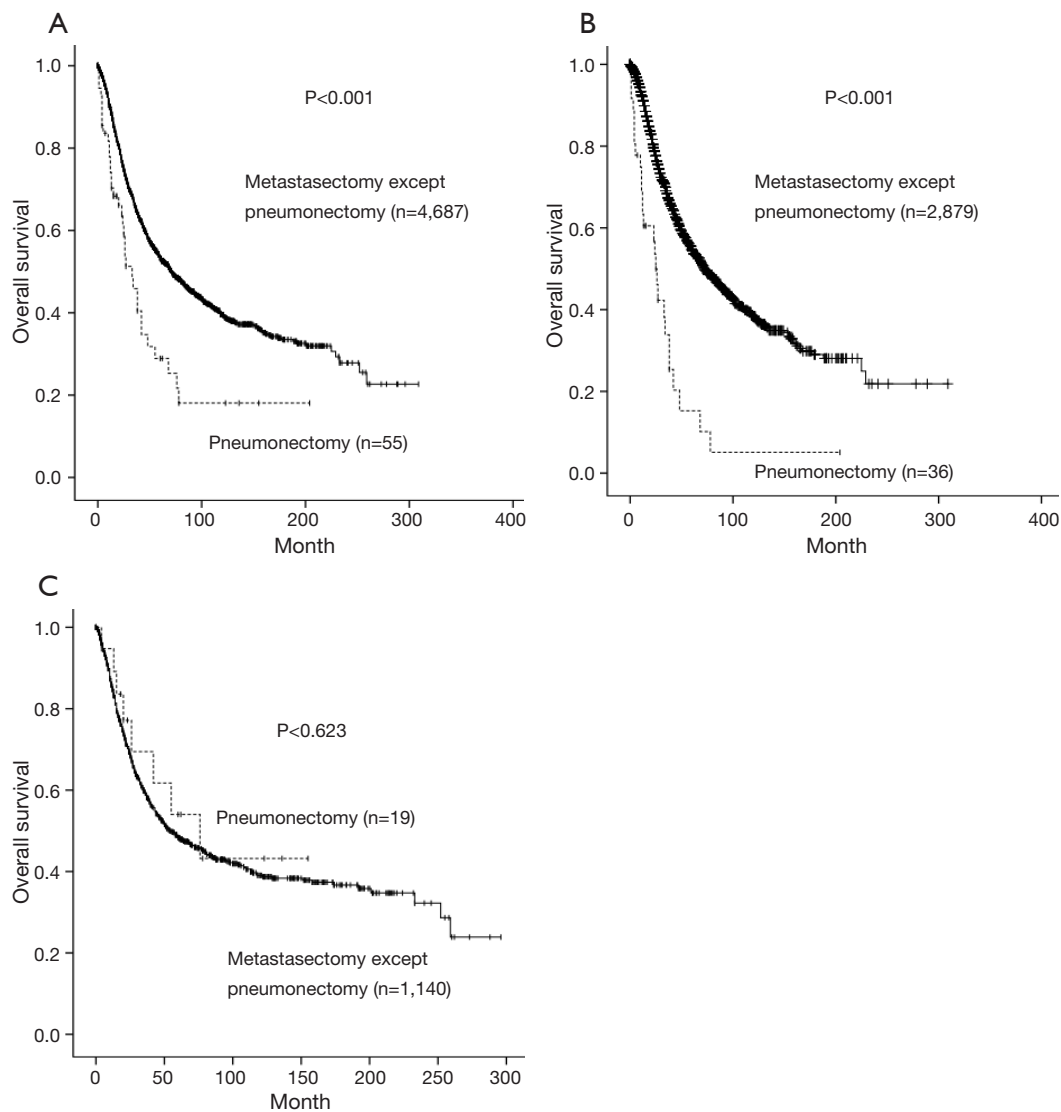 A
Overall survival
1.0
0.8
0.6
0.4
0.2
0.0
P<0.001
Metastasectomy except
pneumonectomy (n=4,687)
Pneumonectomy (n=55)
0 100 200 300 400
Month
B
Overall survival
1.0
0.8
0.6
0.4
0.2
0.0
P<0.001
Metastasectomy except
pneumonectomy (n=2,879)
Pneumonectomy (n=36)
0 100 200 300 400
Month
C
Overall survival
1.0
0.8
0.6
0.4
0.2
0.0
P<0.623
Pneumonectomy (n=19)
Metastasectomy except
pneumonectomy (n=1,140)
0 50 100 150 200 250 300
Month